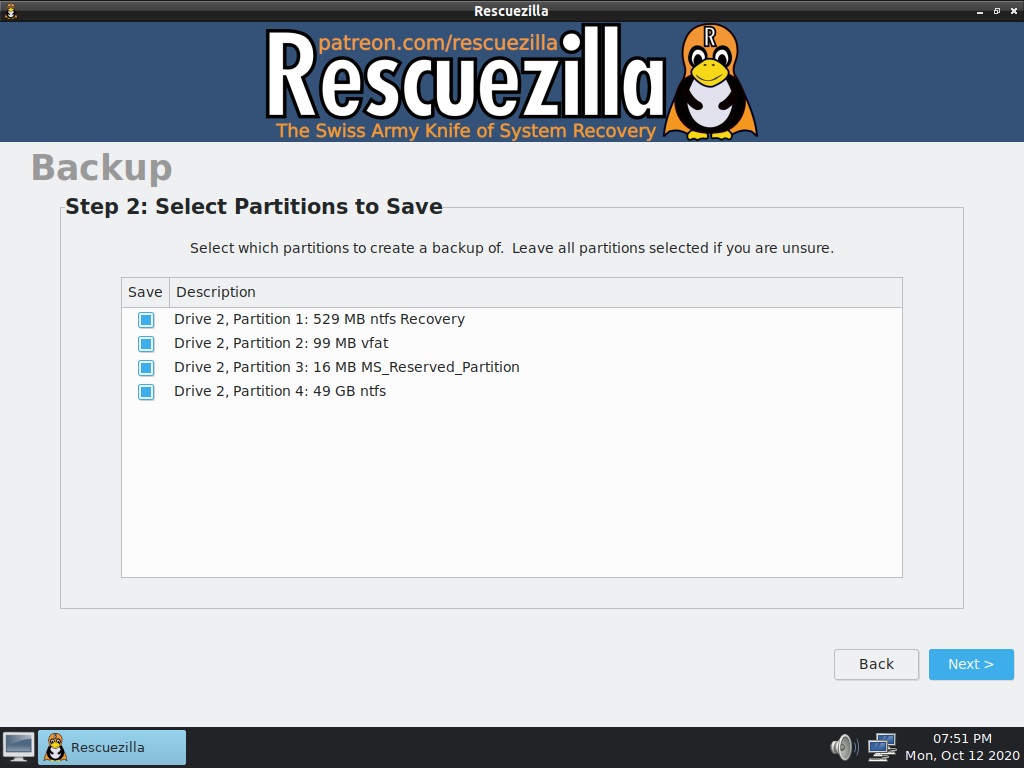 Rescuezilla
patreon.com/rescuezilla
R
Rescuezilla
The Swiss Army Knife of System Recovery
Backup
Step 2: Select Partitions to Save
Select which partitions to create a backup of.  Leave all partitions selected if you are unsure.
Save Description
Drive 2, Partition 1: 529 MB ntfs Recovery
Drive 2, Partition 2: 99 MB vfat
Drive 2, Partition 3: 16 MB MS_Reserved_Partition
Drive 2, Partition 4: 49 GB ntfs
Back Next >
Rescuezilla
07:51 PM
Mon, Oct 12 2020